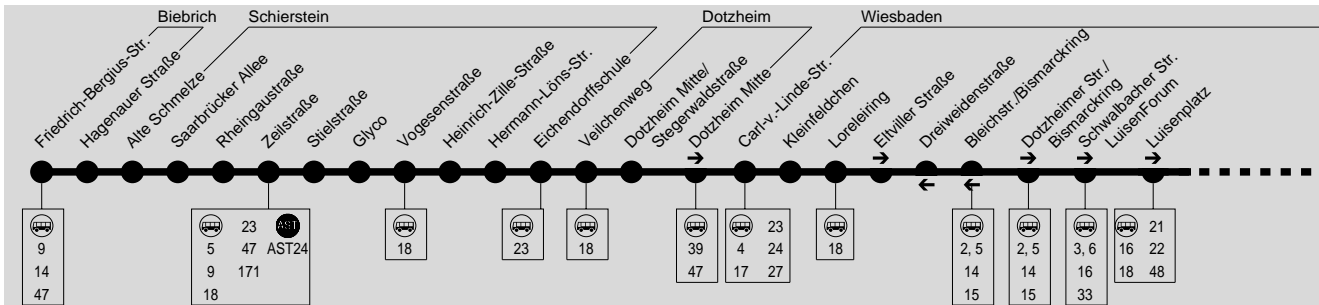 Biebrich
Schierstein
Dotzheim
Wiesbaden
Friedrich-Bergius-Str.
Hagenauer Straße
Alte Schmelze
Saarbrücker Allee
Rheingaustraße
Zeilstraße
Stielstraße
Glyco
Vogesenstraße
Heinrich-Zille-Straße
Hermann-Löns-Str.
Eichendorffschule
Veilchenweg
Dotzheim Mitte/
Stegerwaldstraße
Dotzheim Mitte
Carl-v.-Linde-Str.
Kleinfeldchen
Loreleiring
Eltviller Straße
Dreiweidenstraße
Bleichstr./Bismarckring
Dotzheimer Str./
Bismarckring
Schwalbacher Str.
LuisenForum
Luisenplatz
9
14
47
23 AST
5 47 AST24
9 171
18
18
23
18
39
47
23
4 24
17 27
18
2, 5
14
15
2, 5
14
15
3, 6
16
33
21
16 22
18 48